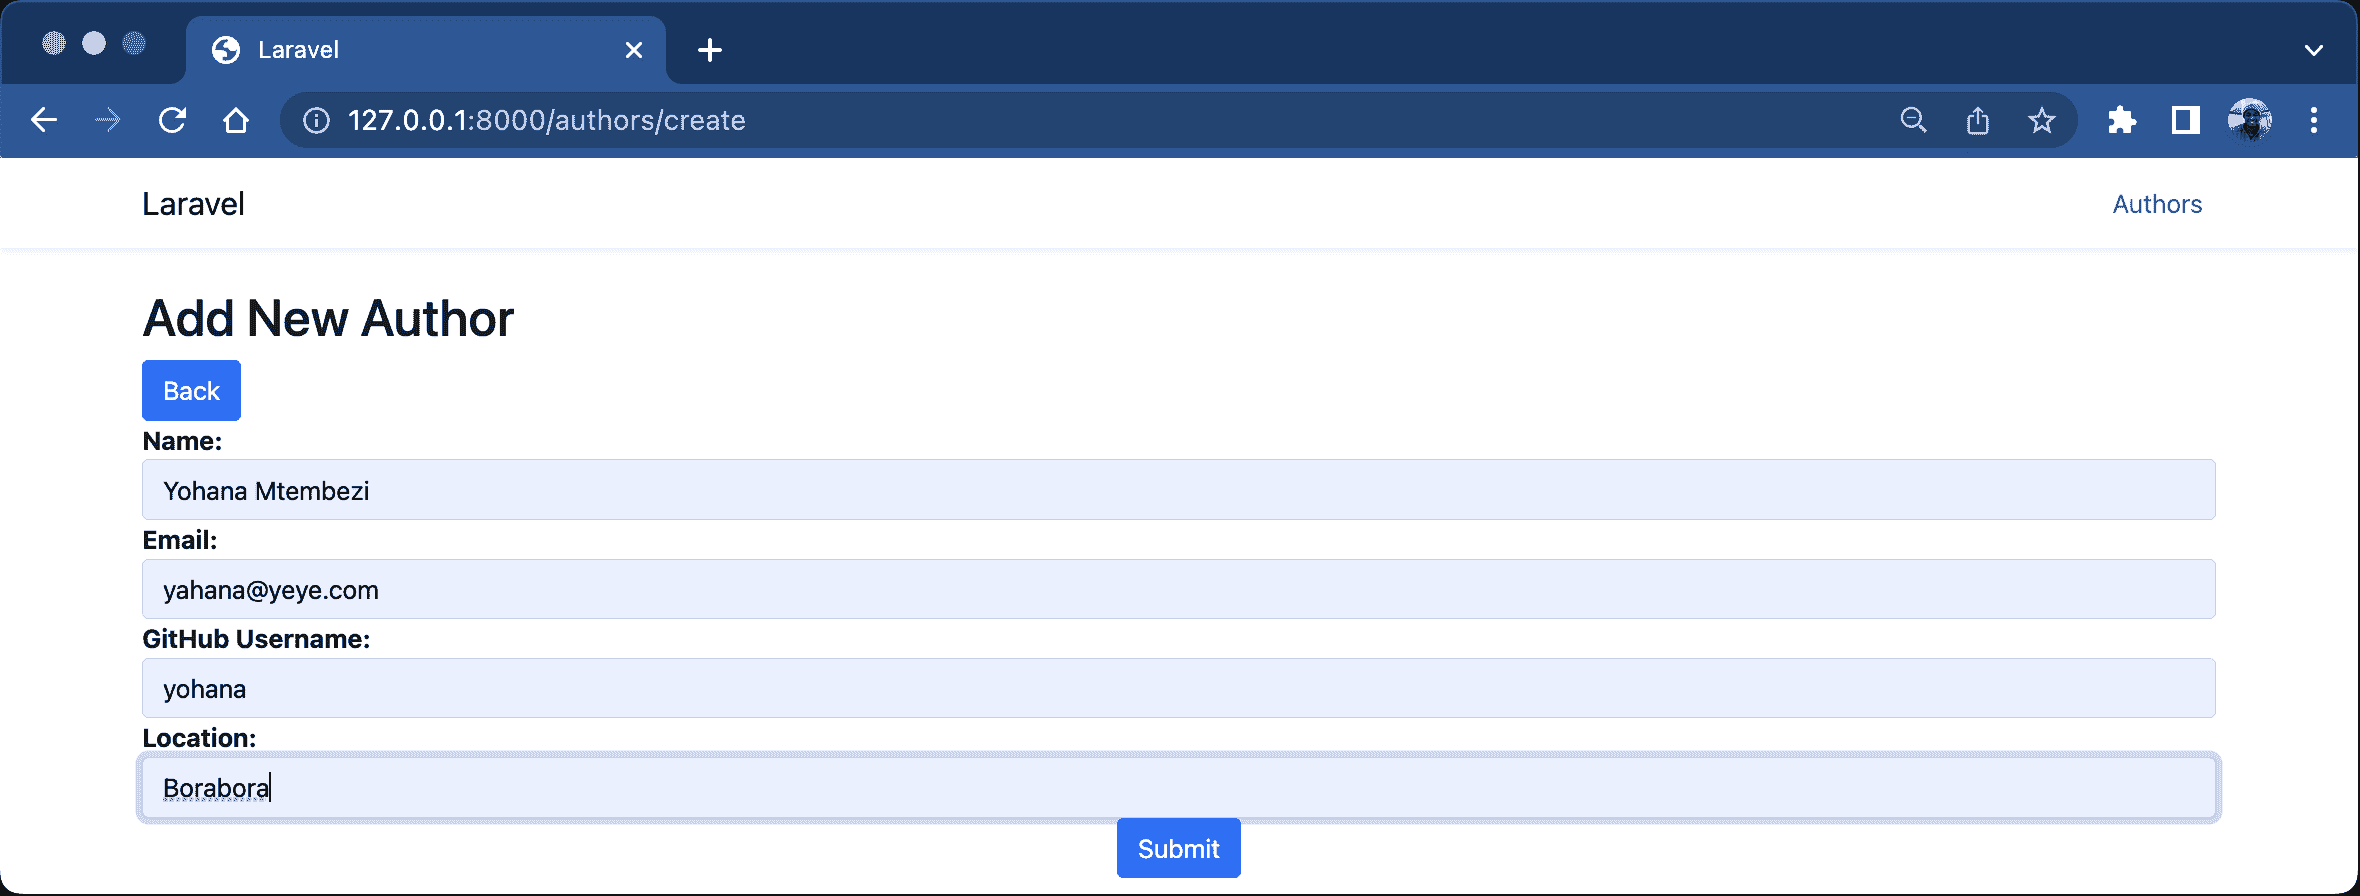 Laravel
127.0.0.1:8000/authors/create
Laravel
Authors
Add New Author
Back
Name:
Yohana Mtembezi
Email:
yahana@yeye.com
GitHub Username:
yohana
Location:
Borabora
Submit